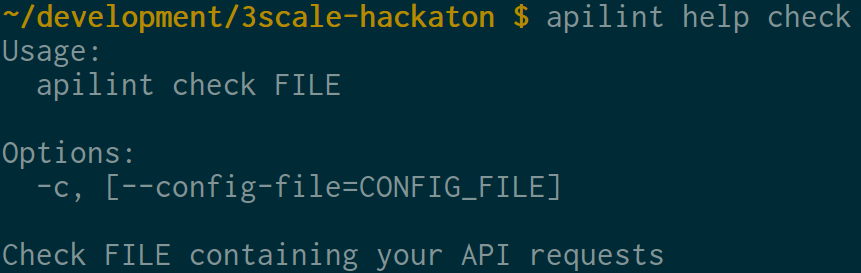 ~/development/3scale-hackaton $ apilint help check
Usage:
  apilint check FILE

Options:
  -c, [--config-file=CONFIG_FILE]

Check FILE containing your API requests